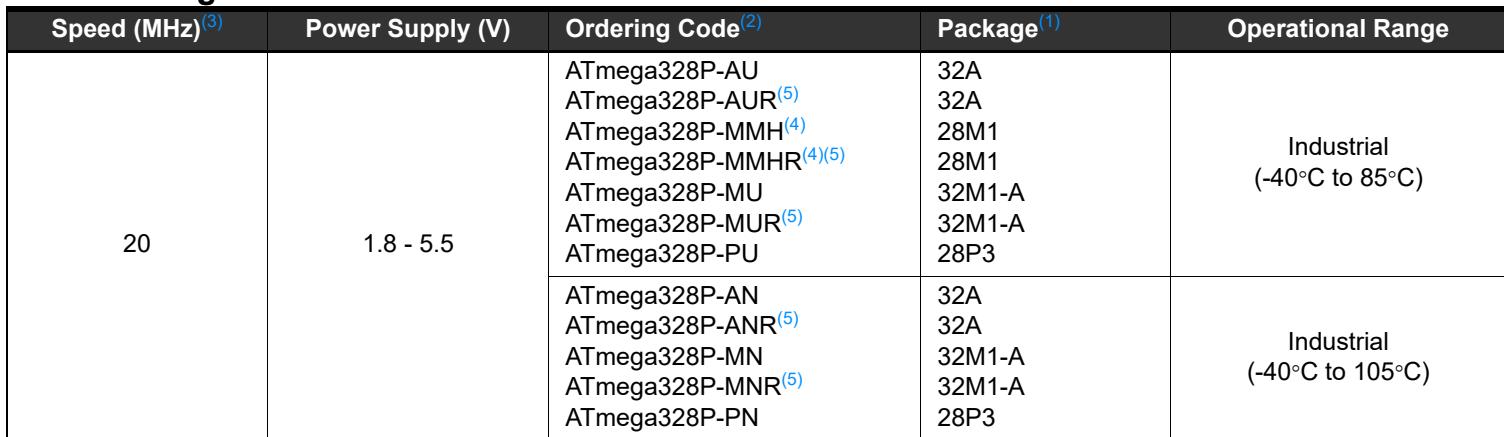 Speed (MHz)(3) Power Supply (V) Ordering Code(2) Package(1) Operational Range
ATmega328P-AU 32A
ATmega328P-AUR(5) 32A
ATmega328P-MMH(4) 28M1
ATmega328P-MMHR(4)(5) 28M1
ATmega328P-MU 32M1-A
ATmega328P-MUR(5) 32M1-A
ATmega328P-PU 28P3
Industrial
(-40°C to 85°C)
20 1.8 - 5.5
ATmega328P-AN 32A
ATmega328P-ANR(5) 32A
ATmega328P-MN 32M1-A
ATmega328P-MNR(5) 32M1-A
ATmega328P-PN 28P3
Industrial
(-40°C to 105°C)